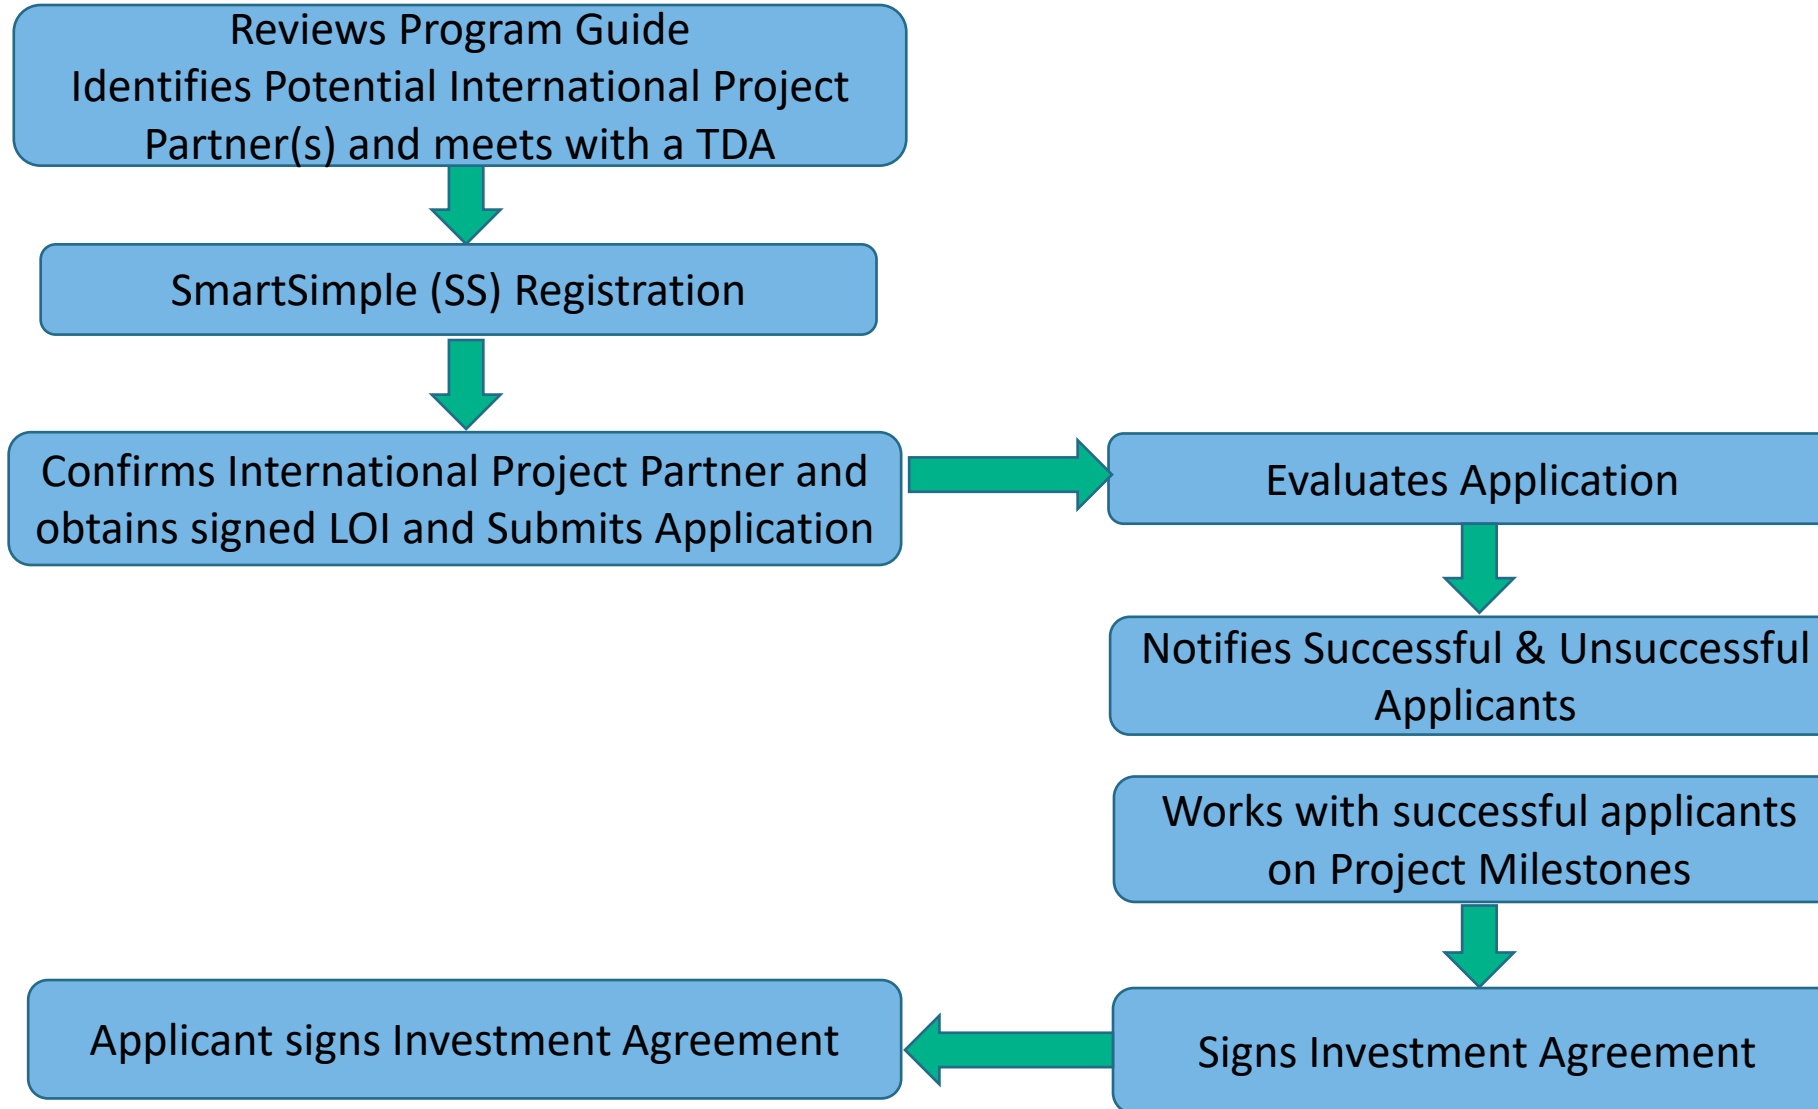 Reviews Program Guide
Identifies Potential International Project
Partner(s) and meets with a TDA
SmartSimple (SS) Registration
Confirms International Project Partner and
obtains signed LOI and Submits Application
Evaluates Application
Notifies Successful & Unsuccessful
Applicants
Works with successful applicants
on Project Milestones
Signs Investment Agreement
Applicant signs Investment Agreement